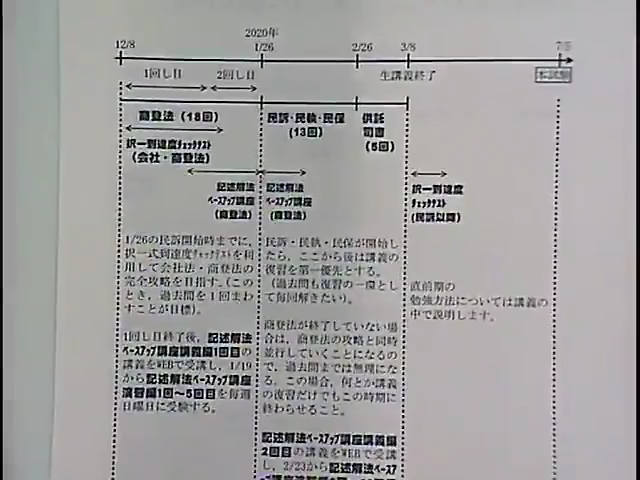 2020年
12/8
1/26
2/26
3/8
1回し目
2回し目
生講義終了
本試験
商登法（18回）
択一到達度チェックテスト
（会社・商登法）
民訴・民執・民保
（13回）
供託
司書
（5回）
記述解法
ベースアップ講座
（商登法）
記述解法
ベースアップ講座
（商登法）
択一到達度
チェックテスト
（民訴以降）
1/26の民訴開始時までに、
択一式到達度チェックテストを利
用して会社法・商登法の
完全攻略を目指す。（この
とき、過去問を1回まわ
すことが目標）。
1回し目終了後、記述解法
ベースアップ講座講義編1回目の
講義をWEBで受講し、1/19
から記述解法ベースアップ講座
演習編1回～5回目を毎週
日曜日に受験する。
民訴・民執・民保が開始し
たら、ここから後は講義の
復習を第一優先とする。
（過去問も復習の一環とし
て毎回解きたい）。
商登法が終了していない場
合は、商登法の攻略と同時
並行していくことになるの
で、過去問までは無理にな
る。この場合、何とか講義
の復習だけでもこの時期に
終わらせること。
記述解法ベースアップ講座講義編
2回目の講義をWEBで受講
し、2/23から記述解法ベースア
直前期の
勉強方法については講義の
中で説明します。